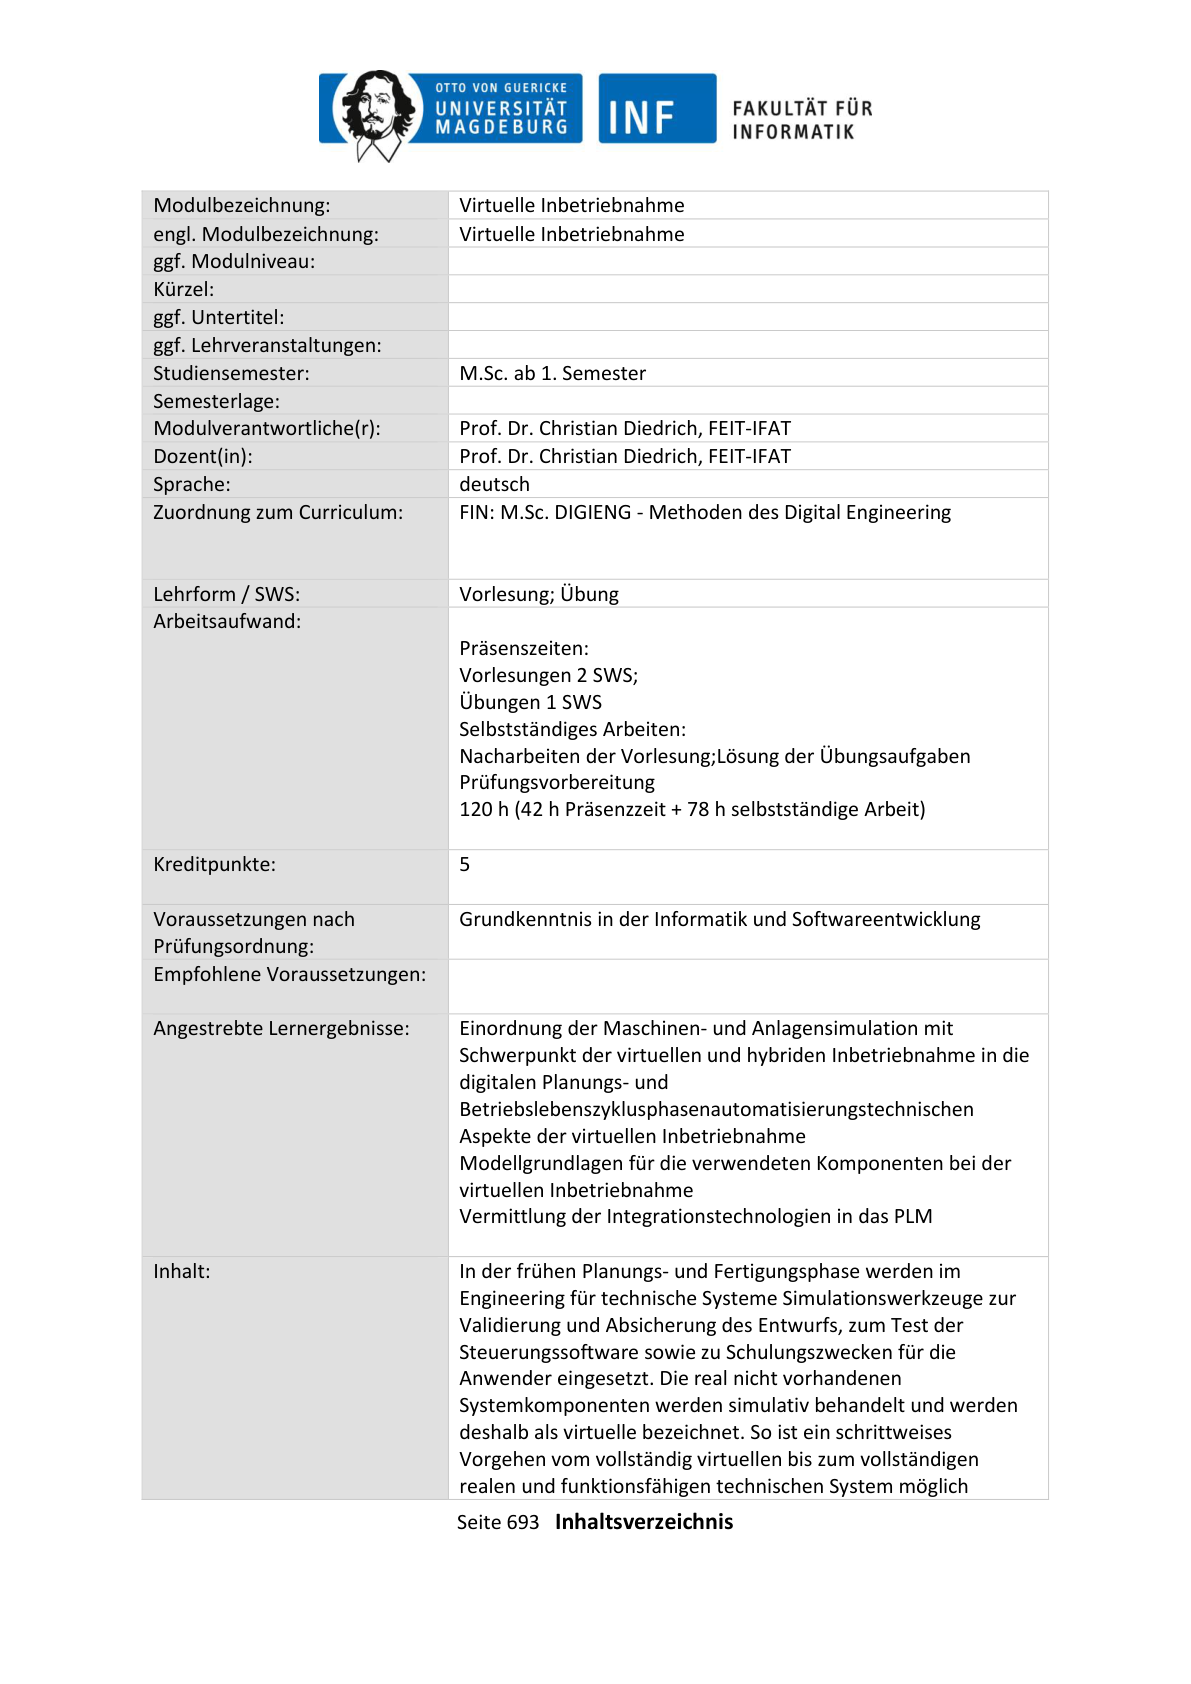 OTTO VON GUERICKE
UNIVERSITÄT
MAGDEBURG
INF
FAKULTÄT FÜR
INFORMATIK
Modulbezeichnung: Virtuelle Inbetriebnahme
engl. Modulbezeichnung: Virtuelle Inbetriebnahme
ggf. Modulniveau:
Kürzel:
ggf. Untertitel:
ggf. Lehrveranstaltungen:
Studiensemester: M.Sc. ab 1. Semester
Semesterlage:
Modulverantwortliche(r): Prof. Dr. Christian Diedrich, FEIT-IFAT
Dozent(in): Prof. Dr. Christian Diedrich, FEIT-IFAT
Sprache: deutsch
Zuordnung zum Curriculum: FIN: M.Sc. DIGIENG - Methoden des Digital Engineering
Lehrform / SWS: Vorlesung; Übung
Arbeitsaufwand:
Präsenszeiten:
Vorlesungen 2 SWS;
Übungen 1 SWS
Selbstständiges Arbeiten:
Nacharbeiten der Vorlesung;Lösung der Übungsaufgaben
Prüfungsvorbereitung
120 h (42 h Präsenzzeit + 78 h selbstständige Arbeit)
Kreditpunkte: 5
Voraussetzungen nach Grundkenntnis in der Informatik und Softwareentwicklung
Prüfungsordnung:
Empfohlene Voraussetzungen:
Angestrebte Lernergebnisse: Einordnung der Maschinen- und Anlagensimulation mit
Schwerpunkt der virtuellen und hybriden Inbetriebnahme in die
digitalen Planungs- und
Betriebslebenszyklusphasenautomatisierungstechnischen
Aspekte der virtuellen Inbetriebnahme
Modellgrundlagen für die verwendeten Komponenten bei der
virtuellen Inbetriebnahme
Vermittlung der Integrationstechnologien in das PLM
Inhalt: In der frühen Planungs- und Fertigungsphase werden im
Engineering für technische Systeme Simulationswerkzeuge zur
Validierung und Absicherung des Entwurfs, zum Test der
Steuerungssoftware sowie zu Schulungszwecken für die
Anwender eingesetzt. Die real nicht vorhandenen
Systemkomponenten werden simulativ behandelt und werden
deshalb als virtuelle bezeichnet. So ist ein schrittweises
Vorgehen vom vollständig virtuellen bis zum vollständigen
realen und funktionsfähigen technischen System möglich
Seite 693 Inhaltsverzeichnis